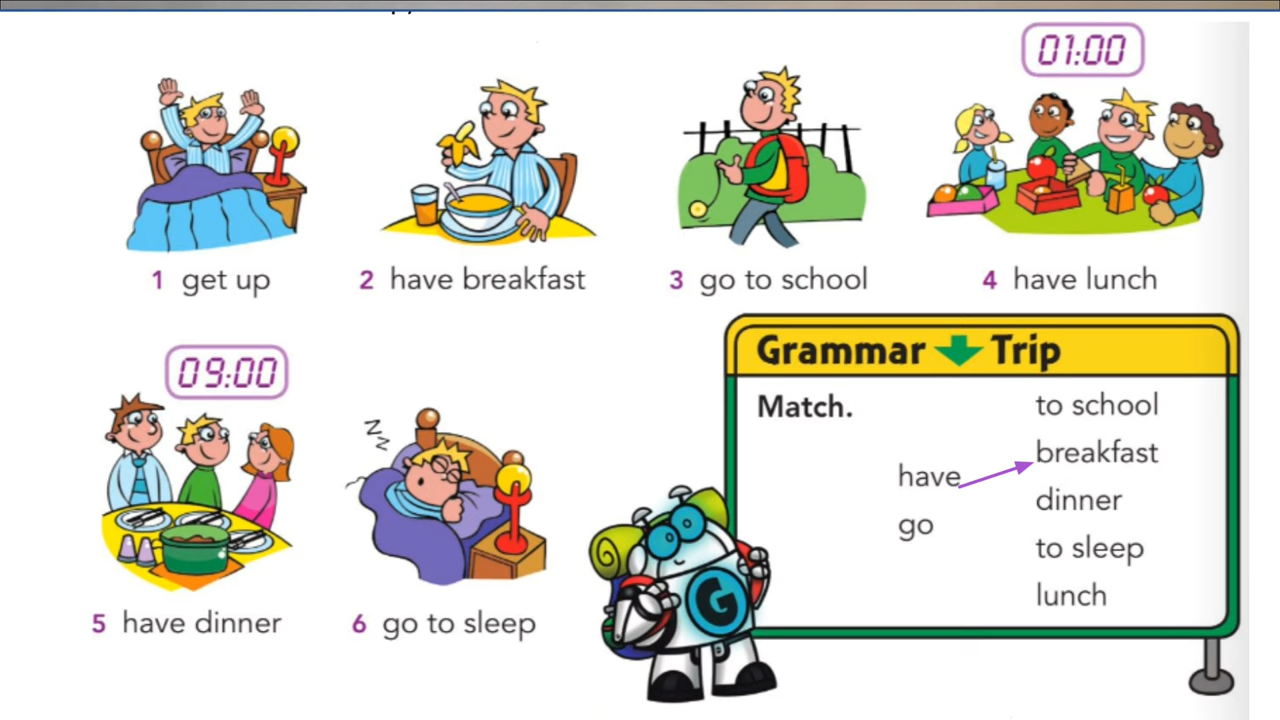 01:00
1 get up
2 have breakfast
3 go to school
4 have lunch
09:00
5 have dinner
6 go to sleep
Grammar Trip
Match.
have
go
to school
breakfast
dinner
to sleep
lunch
Z Z Z
G